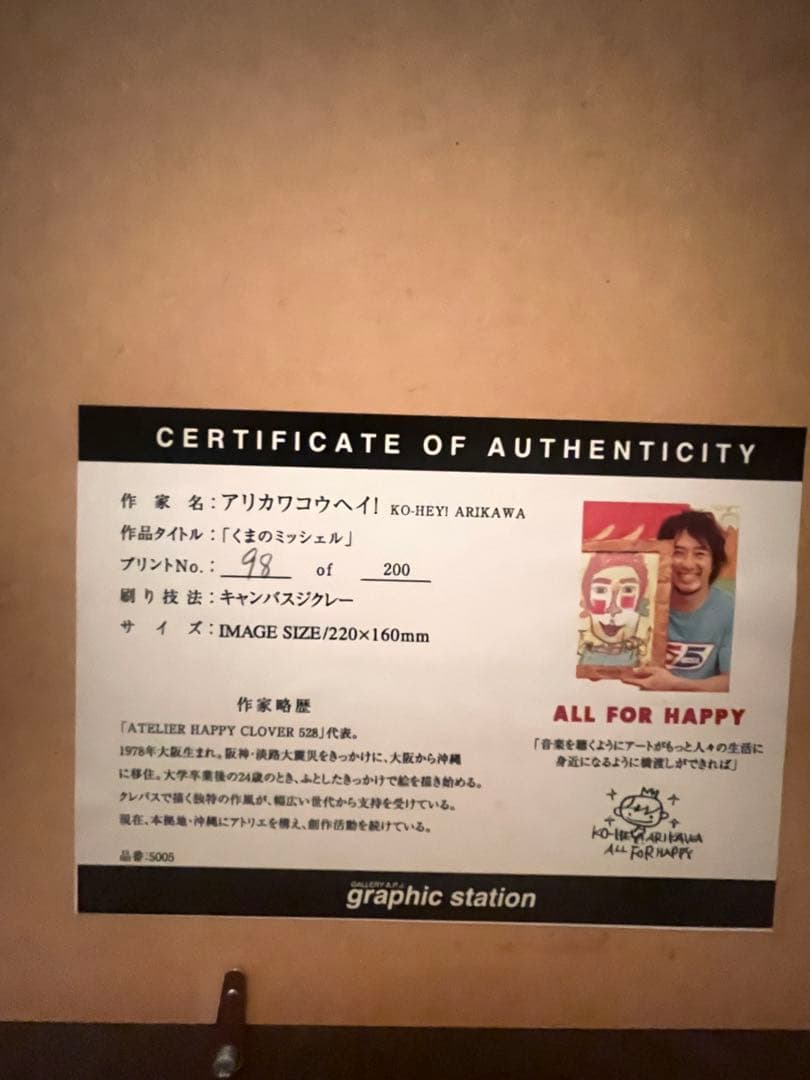 CERTIFICATE OF AUTHENTICITY
作家名：アリカワコウヘイ! KO-HEY! ARIKAWA
作品タイトル：「くまのミッシェル」
プリントNo.： 98 of 200
刷り技法：キャンバスジクレー
サイズ：IMAGE SIZE/220×160mm
作家略歴
「ATELIER HAPPY CLOVER 528」代表。
1978年大阪生まれ。阪神・淡路大震災をきっかけに、大阪から沖縄
に移住。大学卒業後の24歳のとき、ふとしたきっかけで絵を描き始める。
クレパスで描く独特の作風が、幅広い世代から支持を受けている。
現在、本拠地・沖縄にアトリエを構え、創作活動を続けている。
品番：5005
ALL FOR HAPPY
「音楽を聴くようにアートがもっと人々の生活に
身近になるように橋渡しができれば」
KO-HEY! ARIKAWA
ALL FOR HAPPY
GALLERY A.P.J.
graphic station